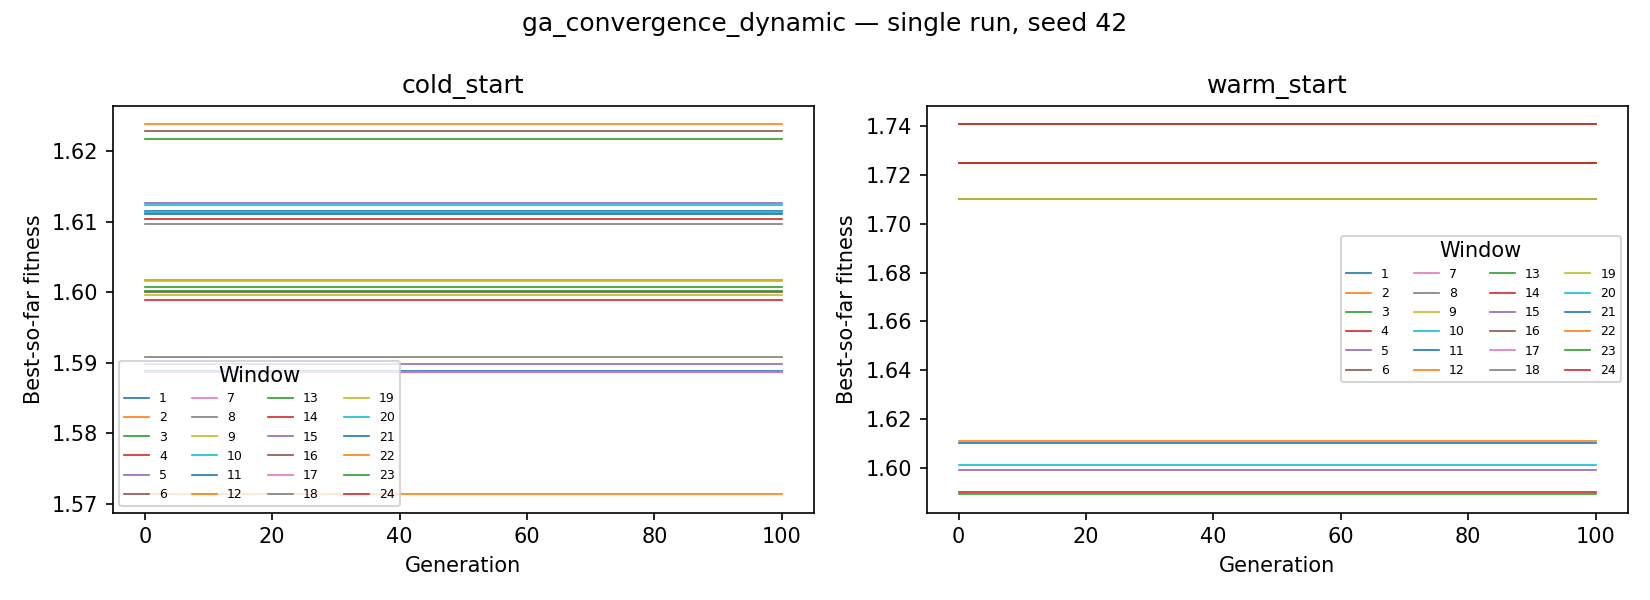 ga_convergence_dynamic — single run, seed 42
cold_start
Best-so-far fitness
1.62
1.61
1.60
1.59
1.58
1.57
Window
1 7 13 19
2 8 14 20
3 9 15 21
4 10 16 22
5 11 17 23
6 12 18 24
0 20 40 60 80 100
Generation
warm_start
Best-so-far fitness
1.74
1.72
1.70
1.68
1.66
1.64
1.62
1.60
Window
1 7 13 19
2 8 14 20
3 9 15 21
4 10 16 22
5 11 17 23
6 12 18 24
0 20 40 60 80 100
Generation